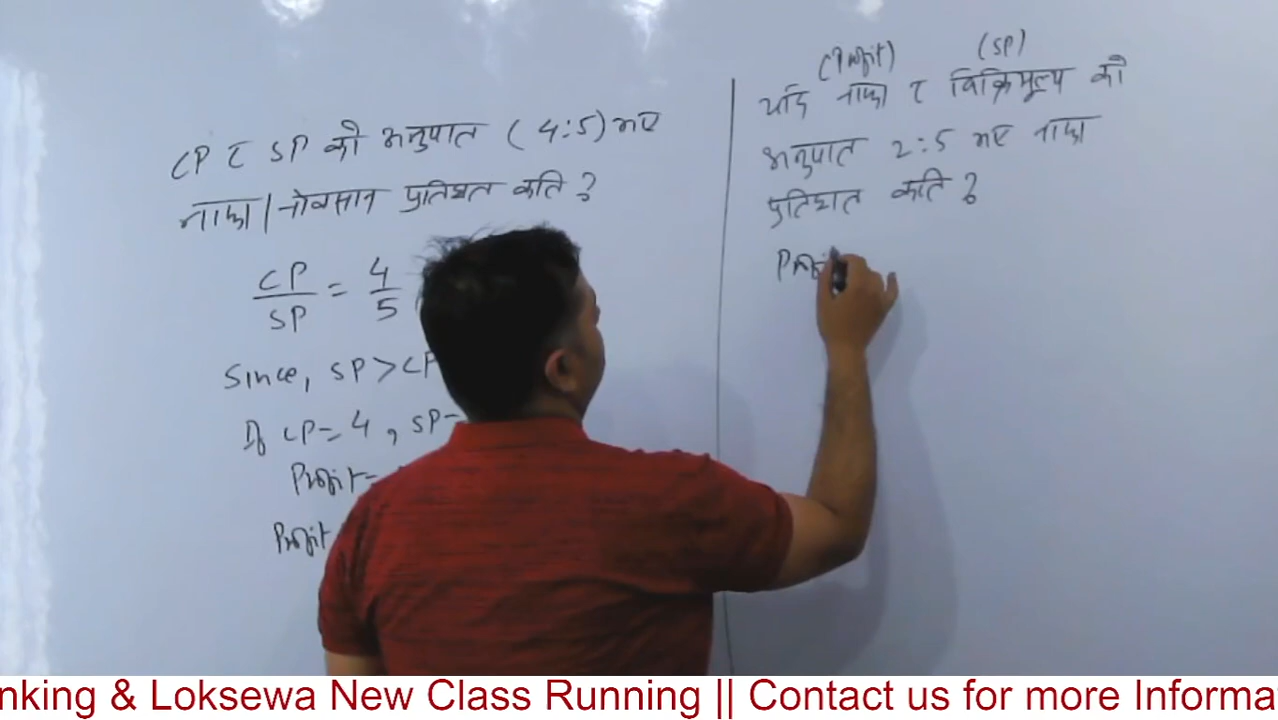 CP र SP को अनुपात (4:5) भए
नाफा/नोक्सान प्रतिशत कति ?
CP/SP = 4/5
Since, SP > CP
If CP = 4, SP =
Profit =
Profit
(Profit) (SP)
यदि नाफा र विक्रिमूल्य को
अनुपात 2:5 भए नाफा
प्रतिशत कति ?
Profi
nking & Loksewa New Class Running || Contact us for more Informa